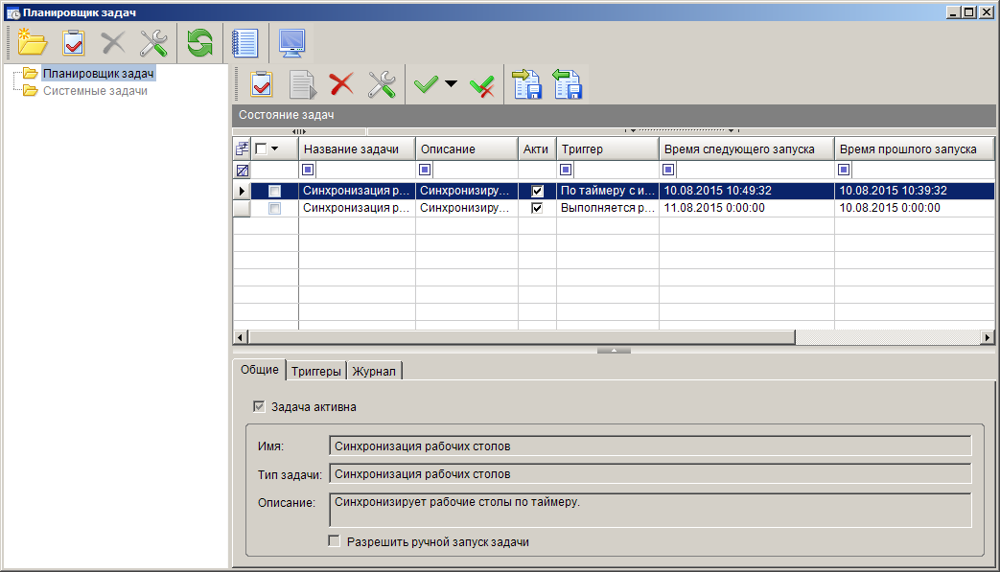 Планировщик задач
Планировщик задач
Системные задачи
Состояние задач
Название задачи Описание Акти Триггер Время следующего запуска Время прошлого запуска
Синхронизация р... Синхронизиру... По таймеру с и... 10.08.2015 10:49:32 10.08.2015 10:39:32
Синхронизация р... Синхронизиру... Выполняется р... 11.08.2015 0:00:00 10.08.2015 0:00:00
Общие Триггеры Журнал
Задача активна
Имя: Синхронизация рабочих столов
Тип задачи: Синхронизация рабочих столов
Описание: Синхронизирует рабочие столы по таймеру.
Разрешить ручной запуск задачи